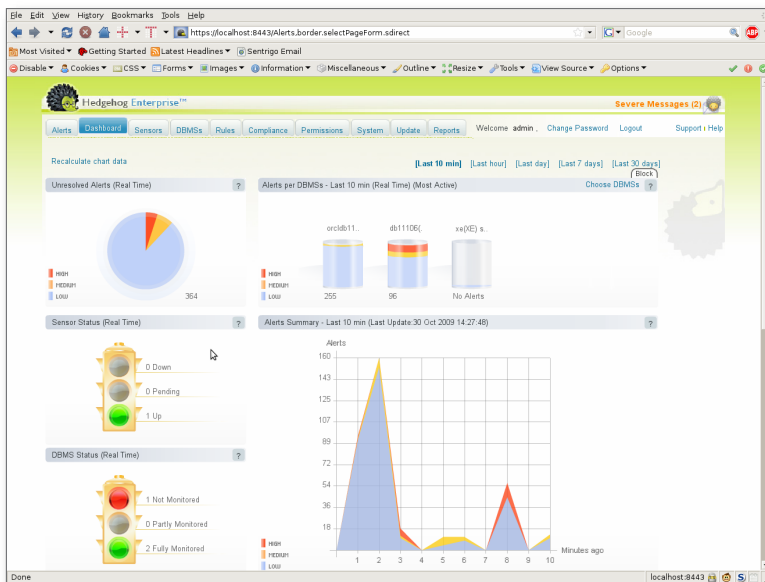 File Edit View History Bookmarks Tools Help
https://localhost:8443/Alerts,border.selectPageForm.sdirect
Google
ABP
Most Visited Getting Started Latest Headlines Sentrigo Email
Disable Cookies CSS Forms Images Information Miscellaneous Outline Resize Tools View Source Options
Hedgehog Enterprise™
Severe Messages (2)
Alerts Dashboard Sensors DBMSs Rules Compliance Permissions System Update Reports Welcome admin , Change Password Logout Support Help
Recalculate chart data
[Last 10 min] [Last hour] [Last day] [Last 7 days] [Last 30 days]
Block
Unresolved Alerts (Real Time) ?
HIGH
MEDIUM
LOW
364
Alerts per DBMSs - Last 10 min (Real Time) (Most Active) Choose DBMSs ?
orcldb11.. db11106(. xe(XE) s..
HIGH
MEDIUM
LOW
255 96 No Alerts
Sensor Status (Real Time) ?
0 Down
0 Pending
1 Up
DBMS Status (Real Time) ?
1 Not Monitored
0 Partly Monitored
2 Fully Monitored
Alerts Summary - Last 10 min (Last Update:30 Oct 2009 14:27:48) ?
Alerts
160
143
125
107
89
72
54
36
18
1 2 3 4 5 6 7 8 9 10
Minutes ago
HIGH
MEDIUM
LOW
Done
localhost:8443
S